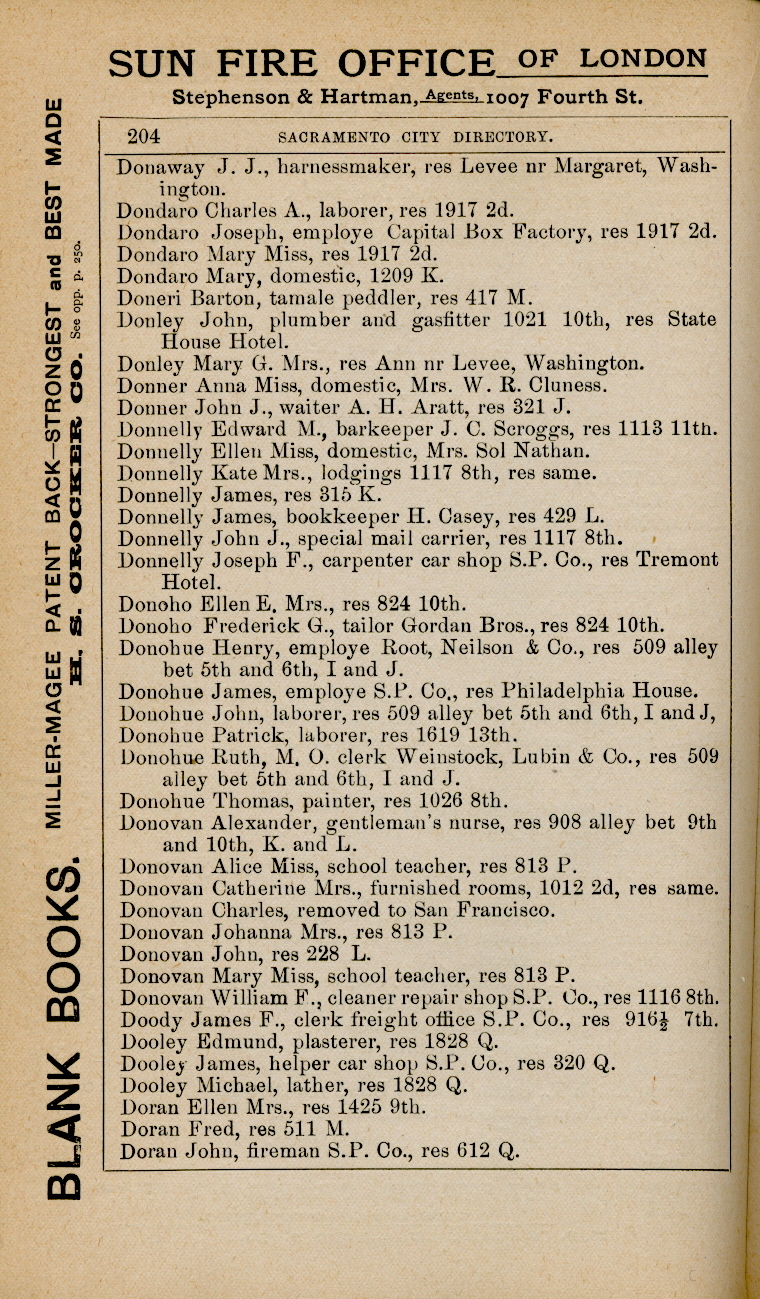 SUN FIRE OFFICE OF LONDON
Stephenson & Hartman, Agents, 1007 Fourth St.
204 SACRAMENTO CITY DIRECTORY.
Donaway J. J., harnessmaker, res Levee nr Margaret, Wash-
ington.
Dondaro Charles A., laborer, res 1917 2d.
Dondaro Joseph, employe Capital Box Factory, res 1917 2d.
Dondaro Mary Miss, res 1917 2d.
Dondaro Mary, domestic, 1209 K.
Doneri Barton, tamale peddler, res 417 M.
Donley John, plumber and gasfitter 1021 10th, res State
House Hotel.
Donley Mary G. Mrs., res Ann nr Levee, Washington.
Donner Anna Miss, domestic, Mrs. W. R. Cluness.
Donner John J., waiter A. H. Aratt, res 321 J.
Donnelly Edward M., barkeeper J. C. Scroggs, res 1113 11th.
Donnelly Ellen Miss, domestic, Mrs. Sol Nathan.
Donnelly Kate Mrs., lodgings 1117 8th, res same.
Donnelly James, res 315 K.
Donnelly James, bookkeeper H. Casey, res 429 L.
Donnelly John J., special mail carrier, res 1117 8th.
Donnelly Joseph F., carpenter car shop S.P. Co., res Tremont
Hotel.
Donoho Ellen E. Mrs., res 824 10th.
Donoho Frederick G., tailor Gordan Bros., res 824 10th.
Donohue Henry, employe Root, Neilson & Co., res 509 alley
bet 5th and 6th, I and J.
Donohue James, employe S.P. Co., res Philadelphia House.
Donohue John, laborer, res 509 alley bet 5th and 6th, I and J,
Donohue Patrick, laborer, res 1619 13th.
Donohue Ruth, M. O. clerk Weinstock, Lubin & Co., res 509
alley bet 5th and 6th, I and J.
Donohue Thomas, painter, res 1026 8th.
Donovan Alexander, gentleman's nurse, res 908 alley bet 9th
and 10th, K. and L.
Donovan Alice Miss, school teacher, res 813 P.
Donovan Catherine Mrs., furnished rooms, 1012 2d, res same.
Donovan Charles, removed to San Francisco.
Donovan Johanna Mrs., res 813 P.
Donovan John, res 228 L.
Donovan Mary Miss, school teacher, res 813 P.
Donovan William F., cleaner repair shop S.P. Co., res 1116 8th.
Doody James F., clerk freight office S.P. Co., res 916½ 7th.
Dooley Edmund, plasterer, res 1828 Q.
Dooley James, helper car shop S.P. Co., res 320 Q.
Dooley Michael, lather, res 1828 Q.
Doran Ellen Mrs., res 1425 9th.
Doran Fred, res 511 M.
Doran John, fireman S.P. Co., res 612 Q.
BLANK BOOKS. MILLER-MAGEE PATENT BACK—STRONGEST and BEST MADE
H. S. CROCKER CO. See opp. p. 250.